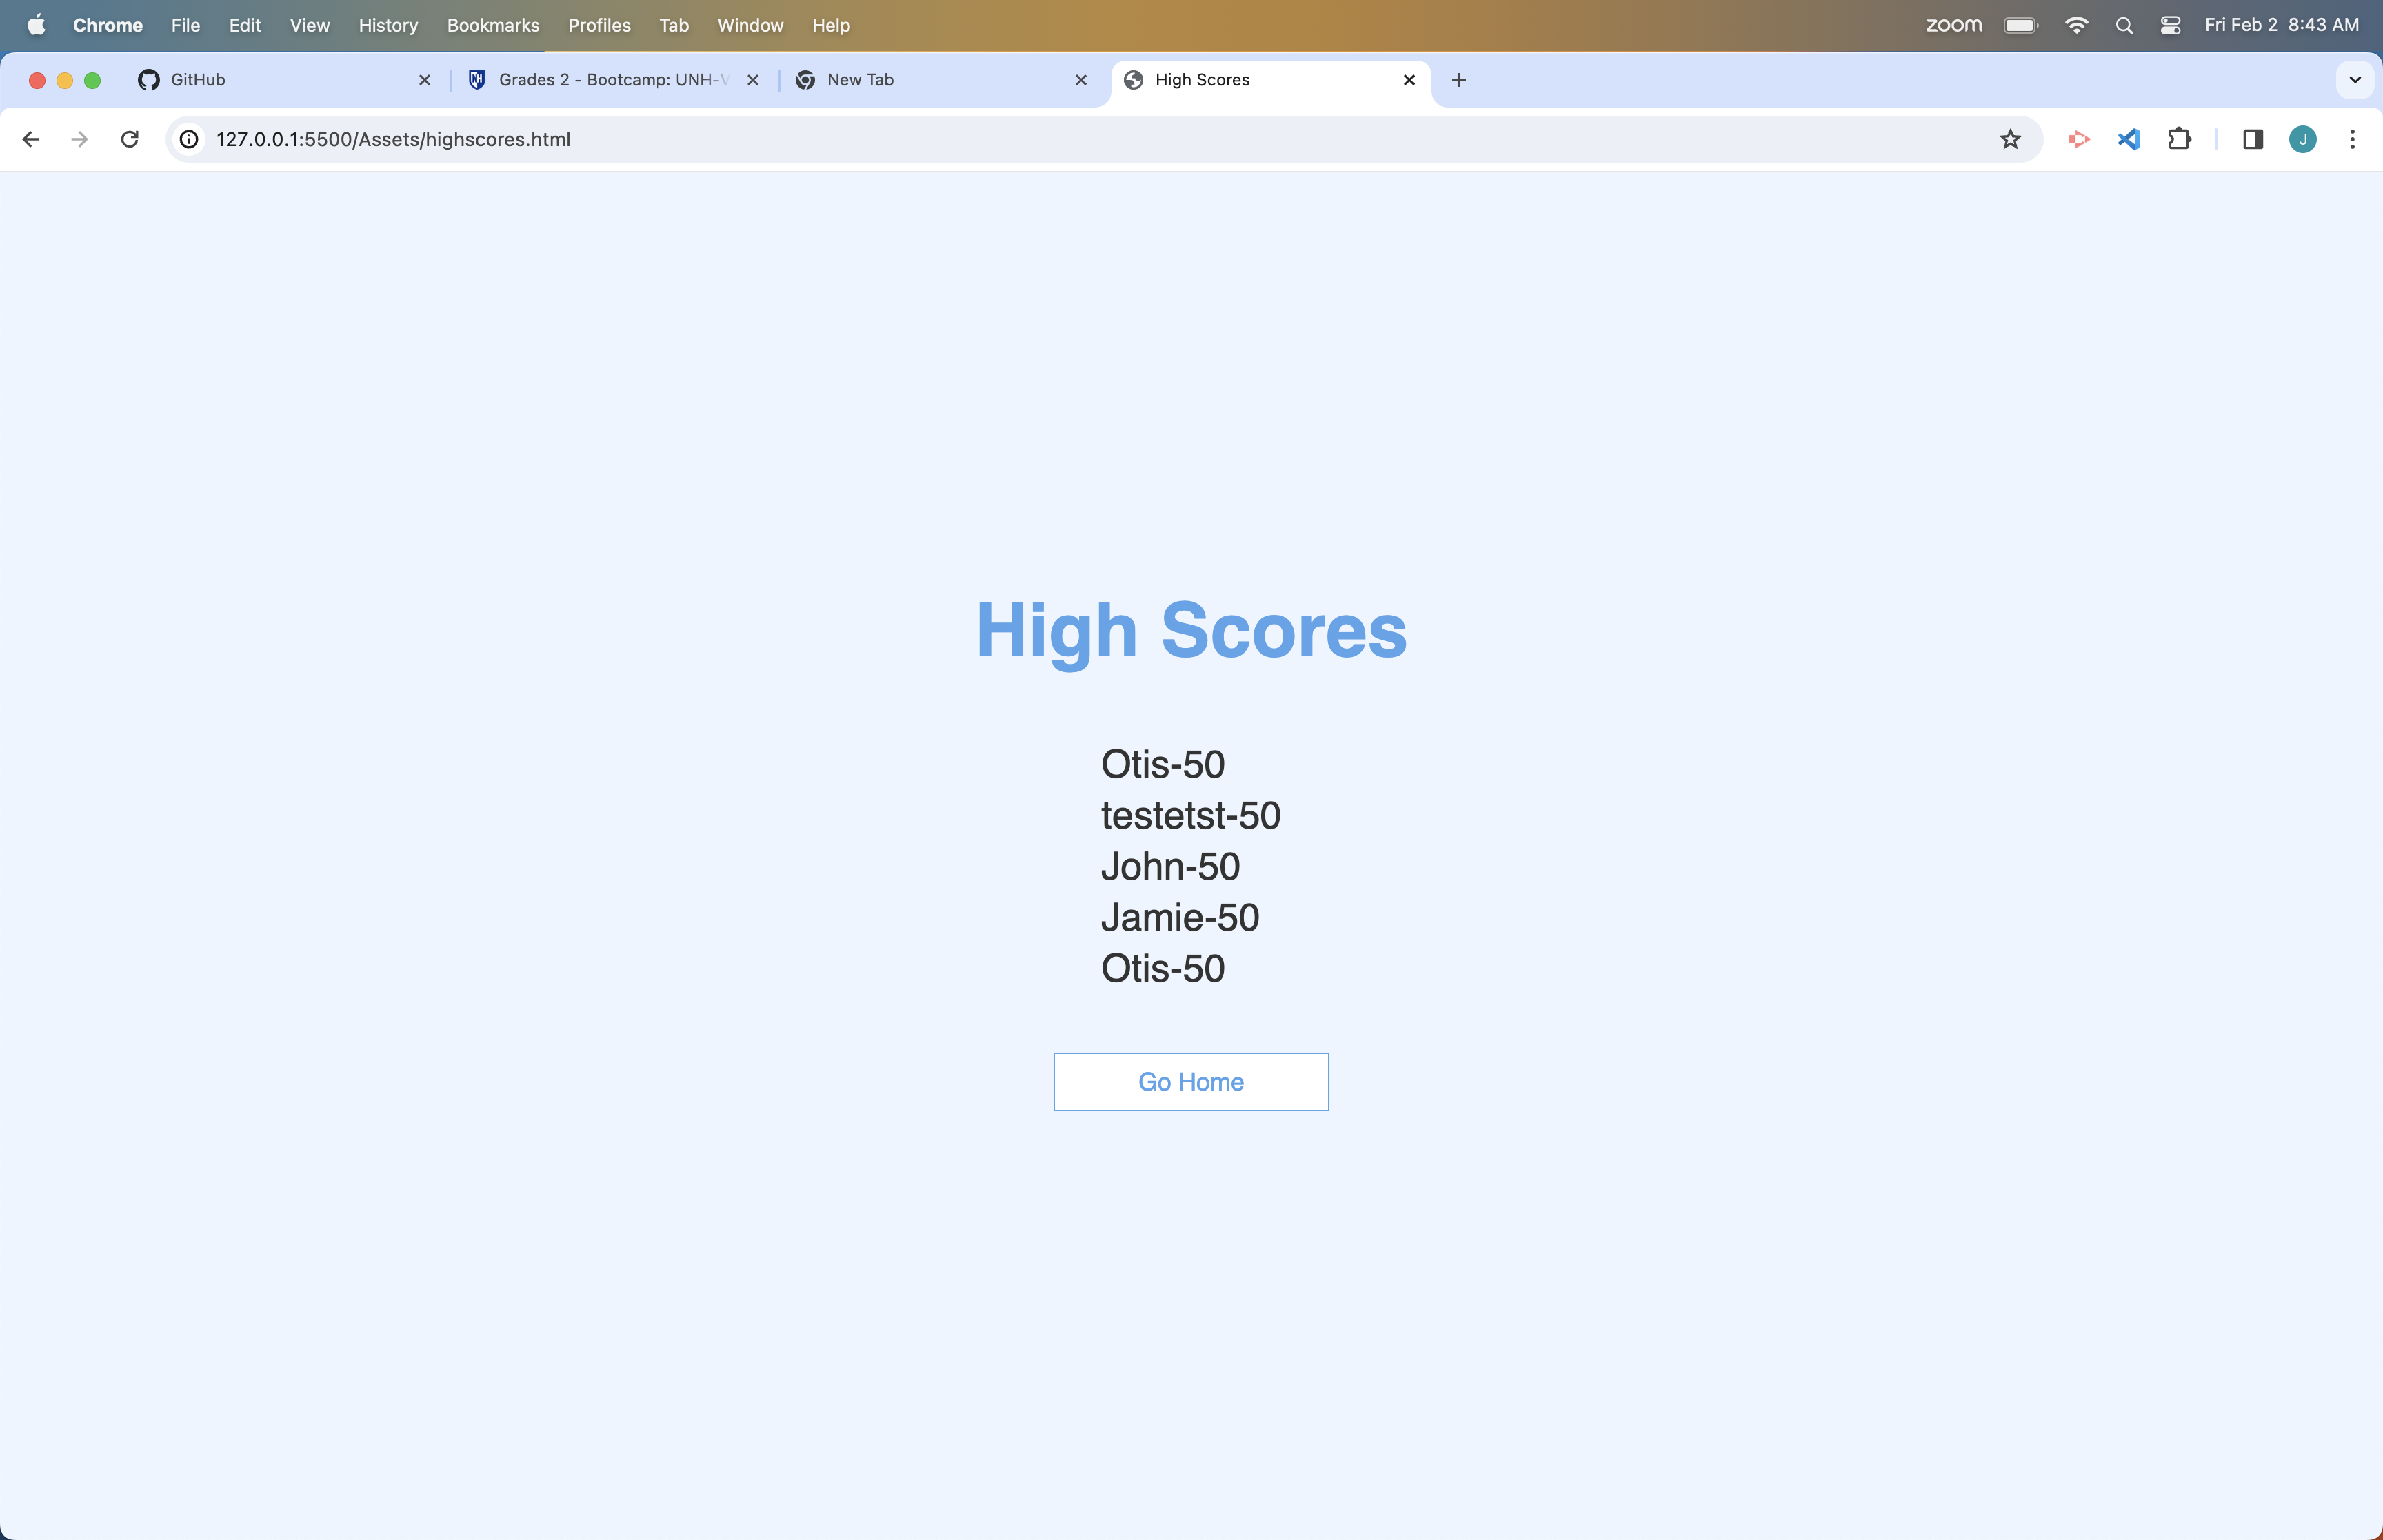 Chrome File Edit View History Bookmarks Profiles Tab Window Help zoom Fri Feb 2 8:43 AM
GitHub Grades 2 - Bootcamp: UNH-V New Tab High Scores
127.0.0.1:5500/Assets/highscores.html J
High Scores
Otis-50
testetst-50
John-50
Jamie-50
Otis-50
Go Home